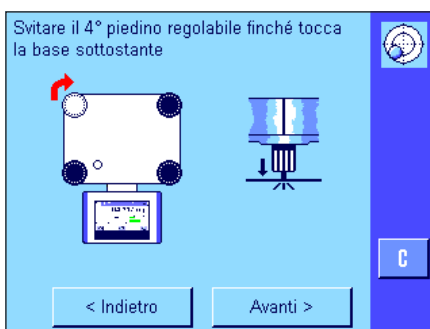 Svitare il 4° piedino regolabile finché tocca
la base sottostante
C
< Indietro
Avanti >